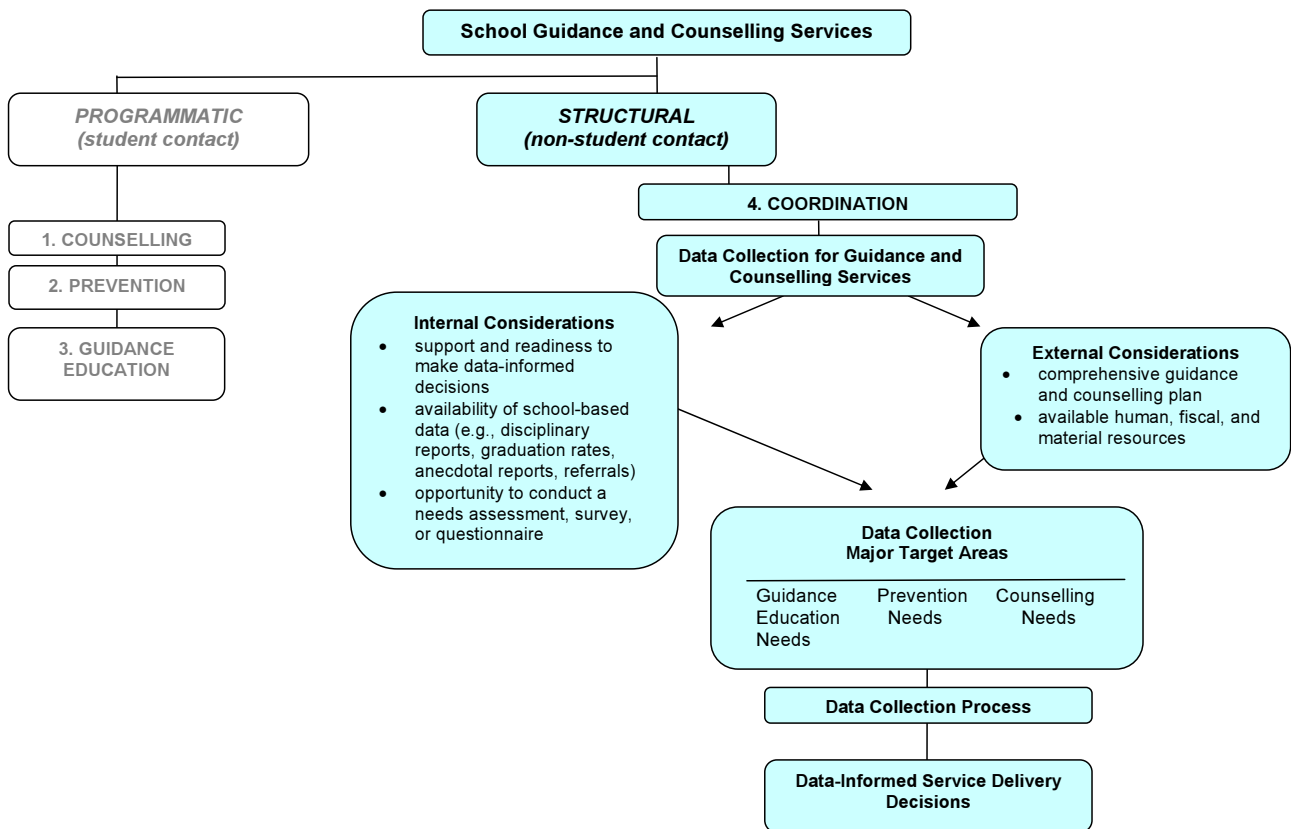 School Guidance and Counselling Services
PROGRAMMATIC
(student contact)
STRUCTURAL
(non-student contact)
4. COORDINATION
1. COUNSELLING
2. PREVENTION
3. GUIDANCE
EDUCATION
Data Collection for Guidance and
Counselling Services
Internal Considerations
• support and readiness to
make data-informed
decisions
• availability of school-based
data (e.g., disciplinary
reports, graduation rates,
anecdotal reports, referrals)
• opportunity to conduct a
needs assessment, survey,
or questionnaire
External Considerations
• comprehensive guidance
and counselling plan
• available human, fiscal, and
material resources
Data Collection
Major Target Areas
Guidance
Education
Needs
Prevention
Needs
Counselling
Needs
Data Collection Process
Data-Informed Service Delivery
Decisions